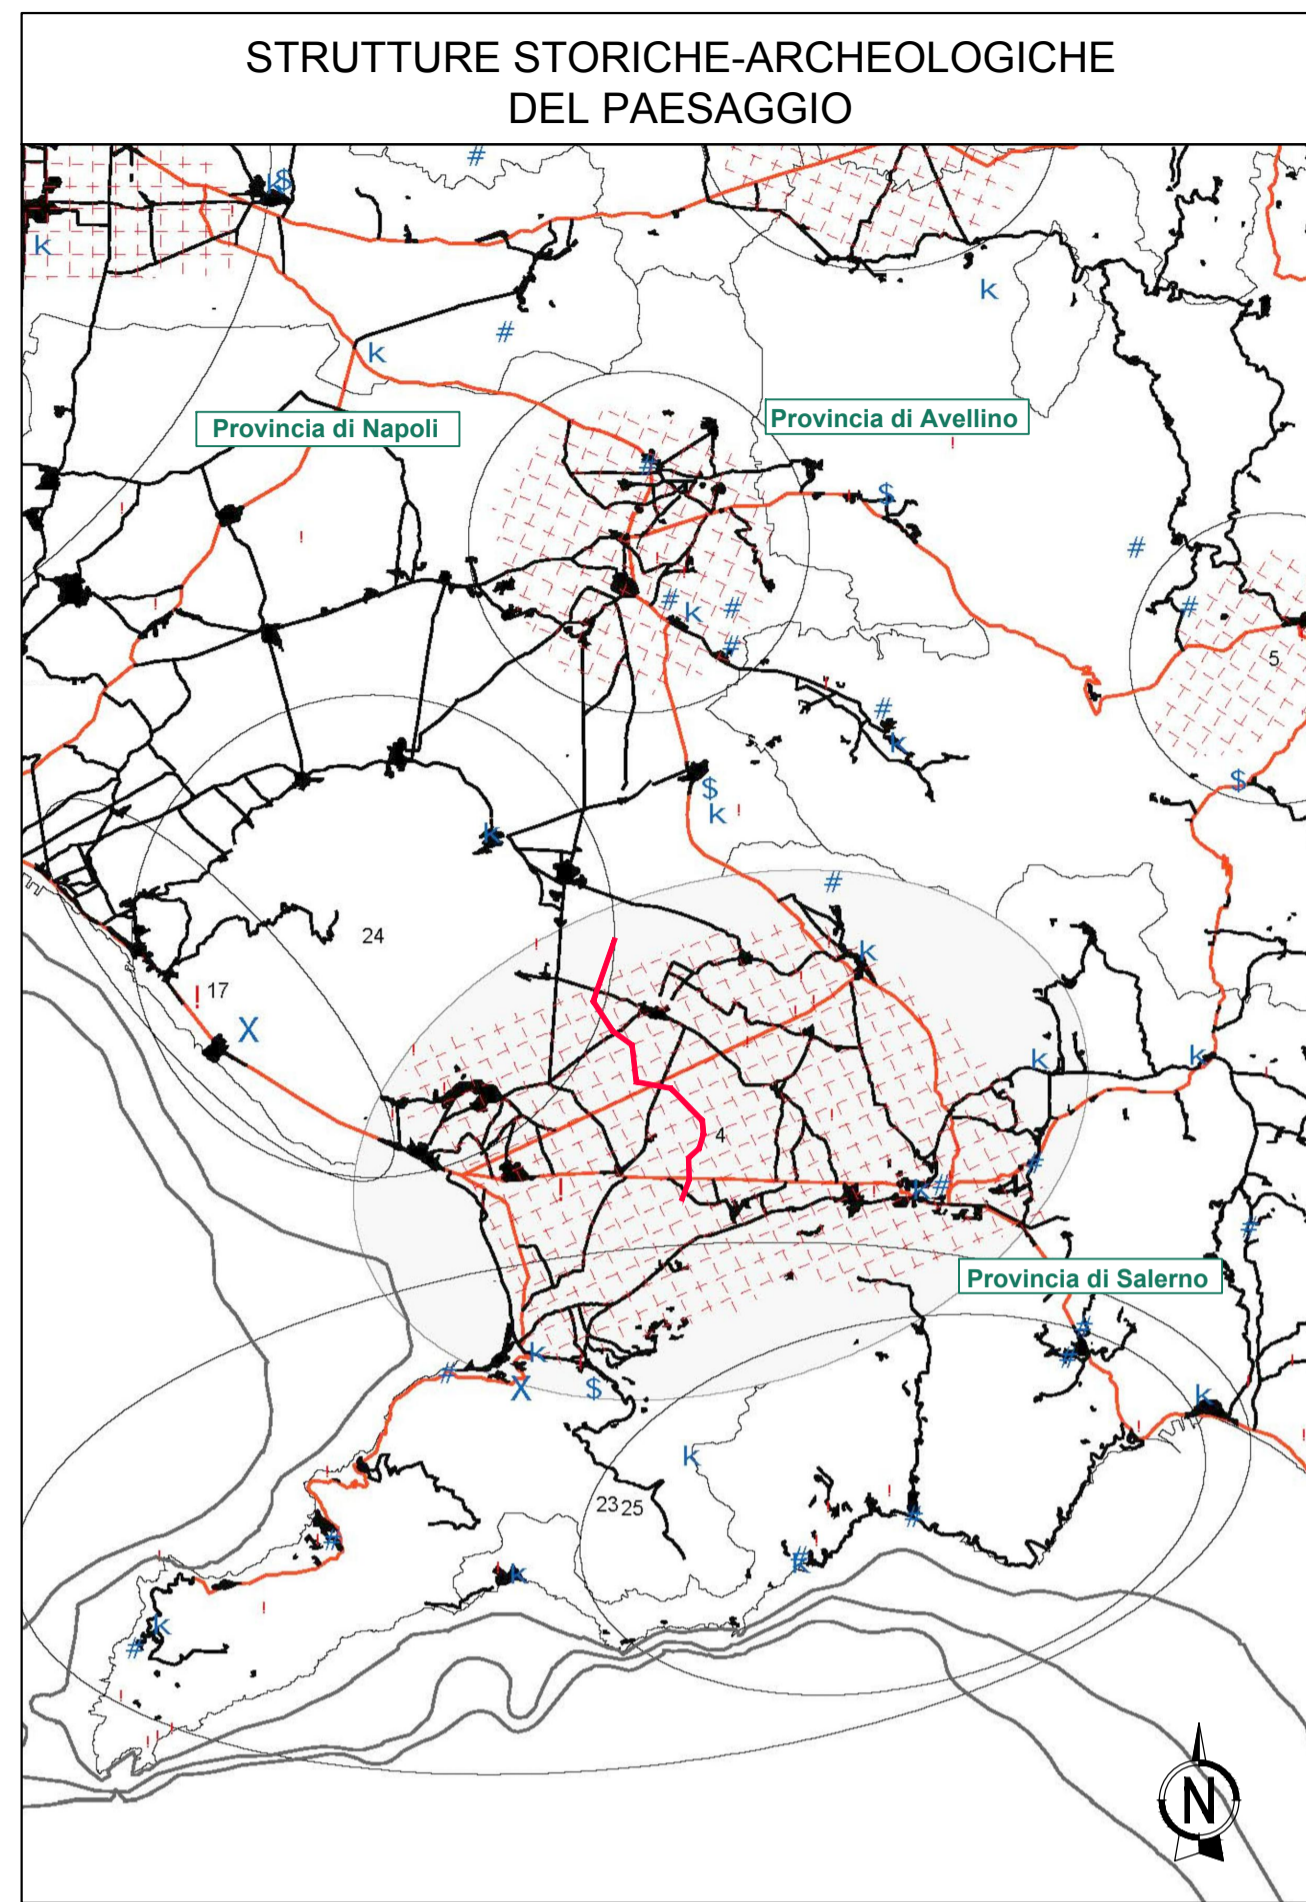 STRUTTURE STORICHE-ARCHEOLOGICHE
DEL PAESAGGIO
#
k$
k
k
#
k
Provincia di Napoli
Provincia di Avellino
!
#
$
!
!
#
!
#
k
#
#
#
5
#
k
$
$
k
!
k
#
24
!
k
17
!
X
k
k
4
!
k#
#
#
Provincia di Salerno
#
#
k
#
X
$
k
k
23 25
!
#
#
k
#
k
k
#
!
N